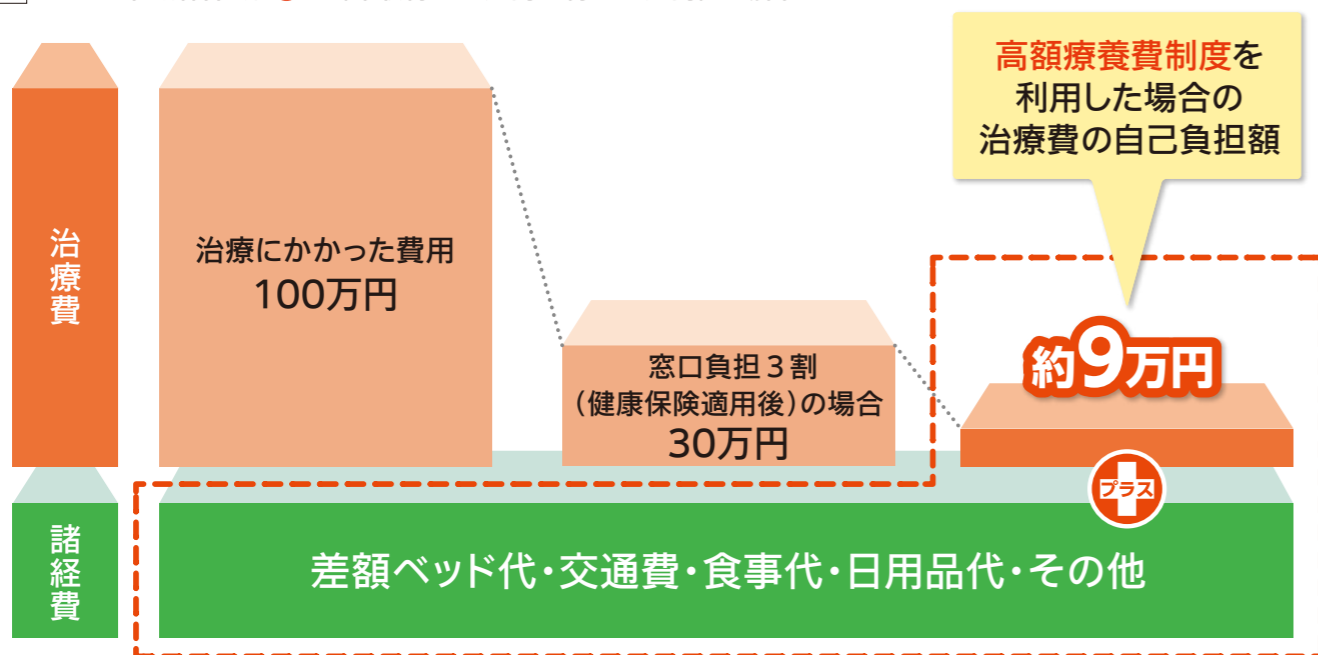 高額療養費制度を
利用した場合の
治療費の自己負担額
治療費
治療にかかった費用
100万円
窓口負担3割
（健康保険適用後）の場合
30万円
約9万円
プラス
諸経費
差額ベッド代・交通費・食事代・日用品代・その他